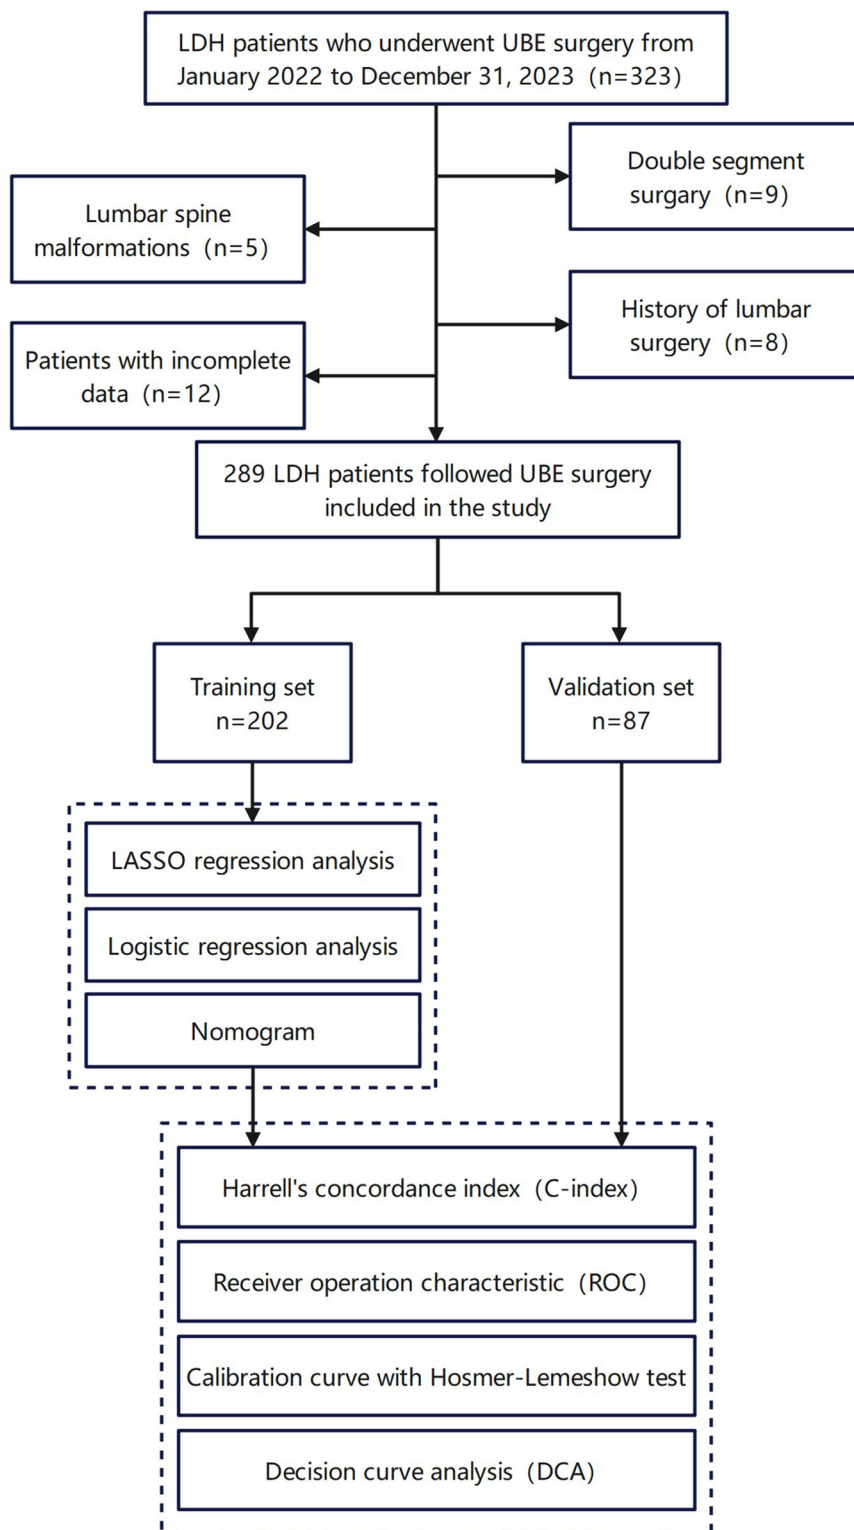 LDH patients who underwent UBE surgery from
January 2022 to December 31, 2023（n=323）
Double segment
surgary（n=9）
Lumbar spine
malformations（n=5）
History of lumbar
surgery（n=8）
Patients with incomplete
data（n=12）
289 LDH patients followed UBE surgery
included in the study
Training set
n=202
Validation set
n=87
LASSO regression analysis
Logistic regression analysis
Nomogram
Harrell's concordance index（C-index）
Receiver operation characteristic（ROC）
Calibration curve with Hosmer-Lemeshow test
Decision curve analysis（DCA）